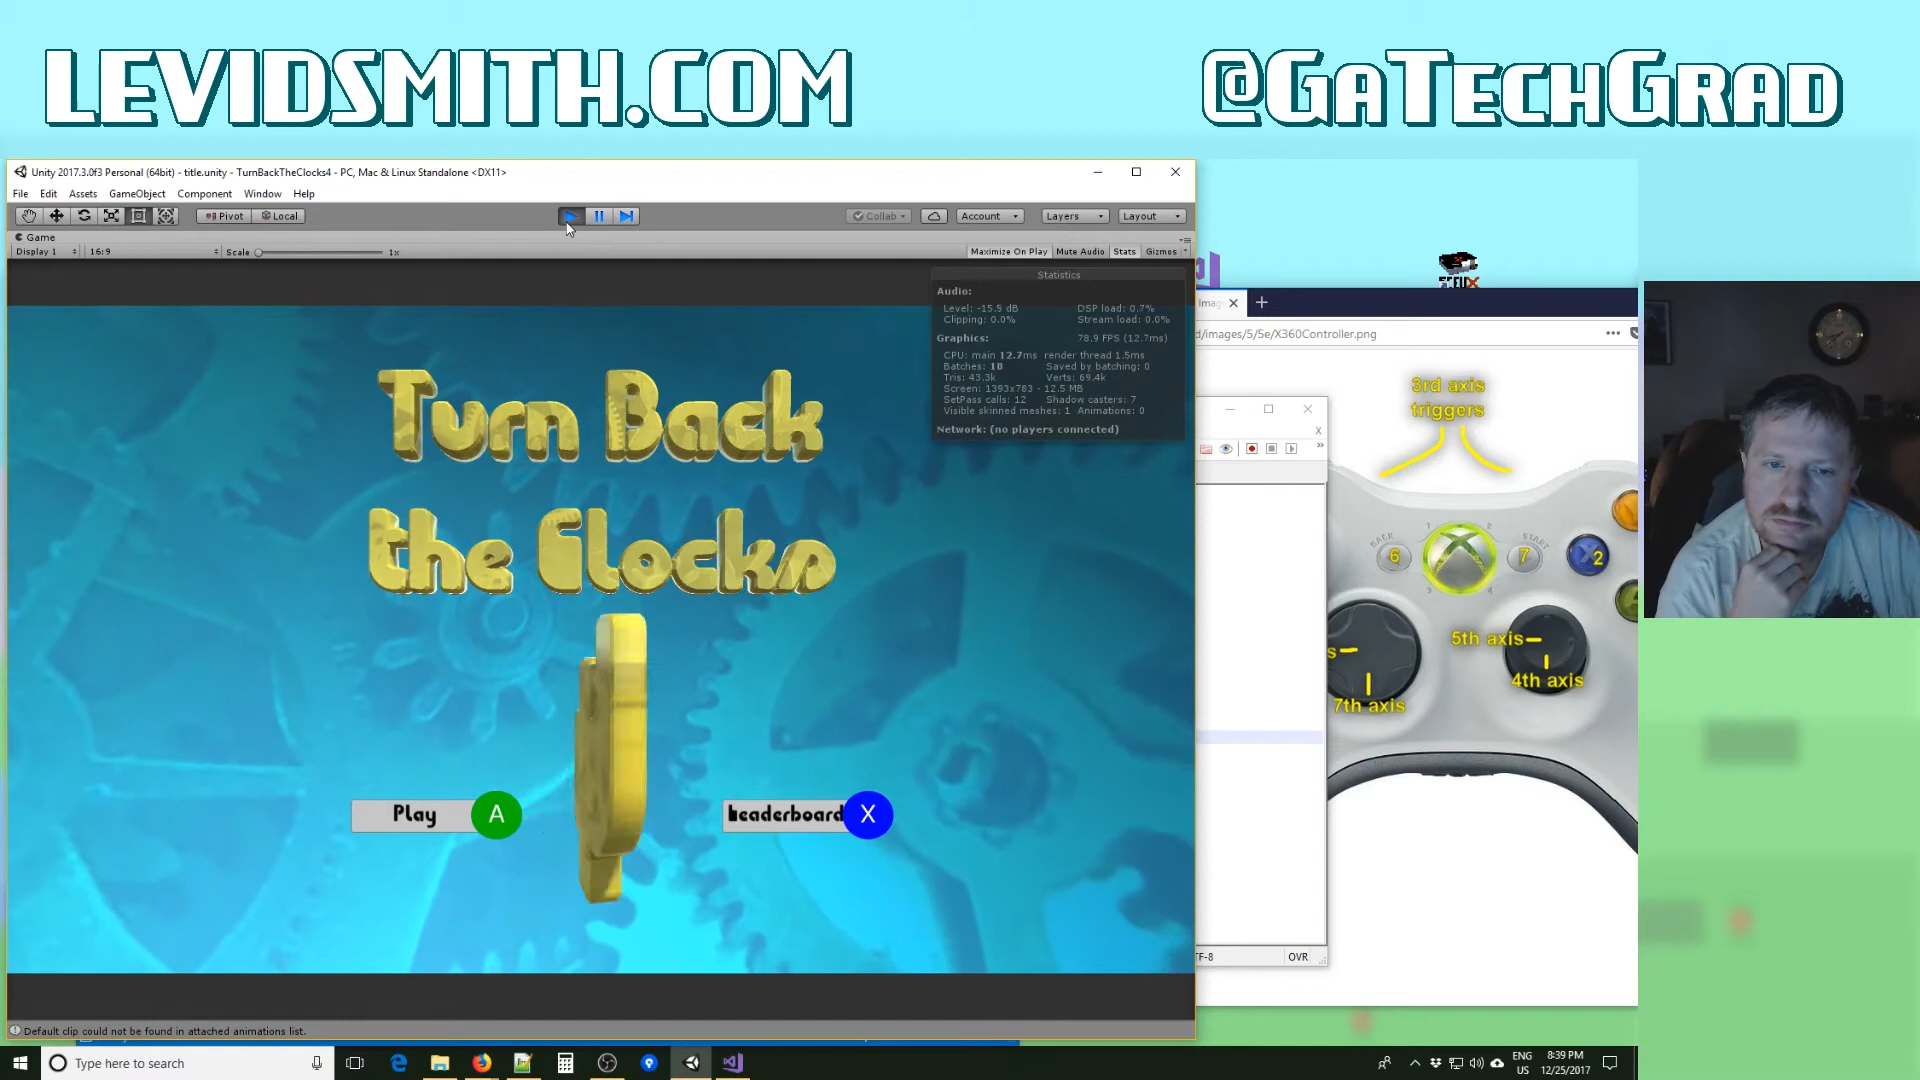 LEVIDSMITH.COM
@GATECHGRAD
Unity 2017.3.0f3 Personal (64bit) - title.unity - TurnBackTheClocks4 - PC, Mac & Linux Standalone <DX11>
File Edit Assets GameObject Component Window Help
Pivot Local Collab Account Layers Layout
Game
Display 1 16:9 Scale 1x Maximize On Play Mute Audio Stats Gizmos
Statistics
Audio:
Level: -15.5 dB DSP load: 0.7%
Clipping: 0.0% Stream load: 0.0%
Graphics: 78.9 FPS (12.7ms)
CPU: main 12.7ms render thread 1.5ms
Batches: 18 Saved by batching: 0
Tris: 43.3k Verts: 69.4k
Screen: 1393x783 - 12.5 MB
SetPass calls: 12 Shadow casters: 7
Visible skinned meshes: 1 Animations: 0
Network: (no players connected)
Turn Back
the Clocks
Play A
Leaderboard X
Default clip could not be found in attached animations list.
d/images/5/5e/X360Controller.png
3rd axis
triggers
BACK START
1 2
6 7 2
3 4
5th axis
4th axis
7th axis
TF-8 OVR
Type here to search
ENG
US
8:39 PM
12/25/2017